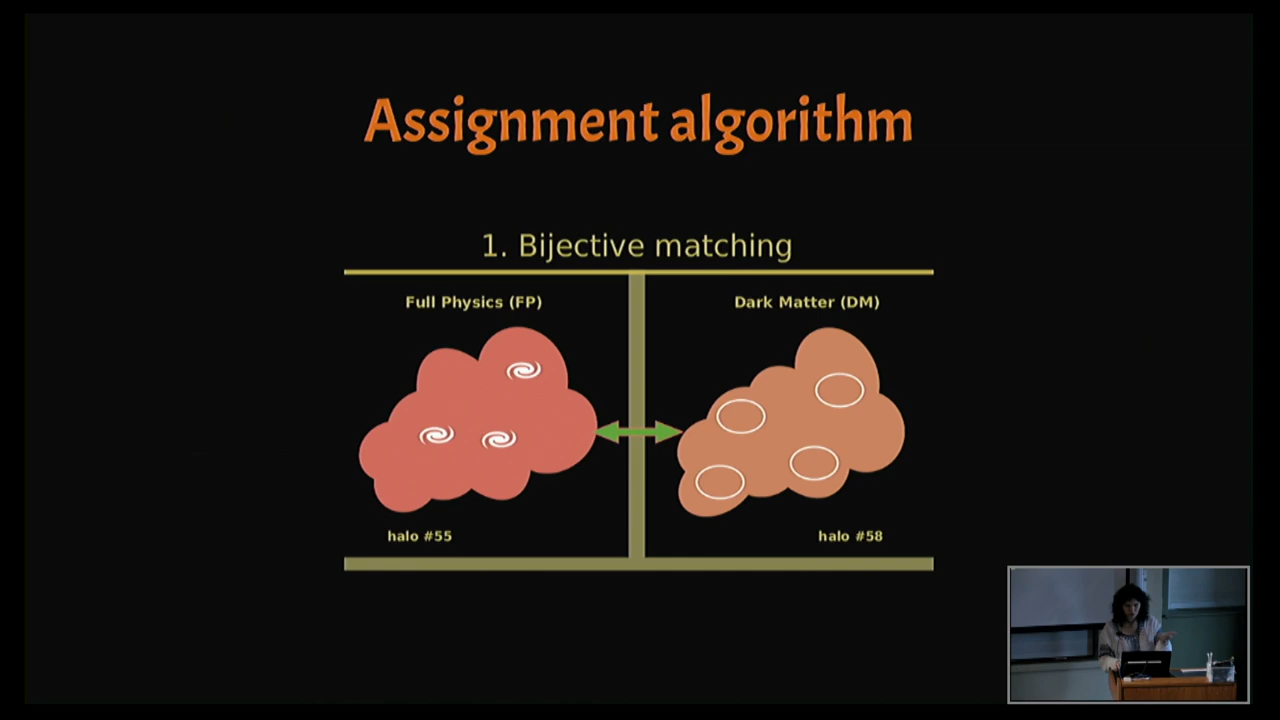 Assignment algorithm
1. Bijective matching
Full Physics (FP)
Dark Matter (DM)
halo #55
halo #58